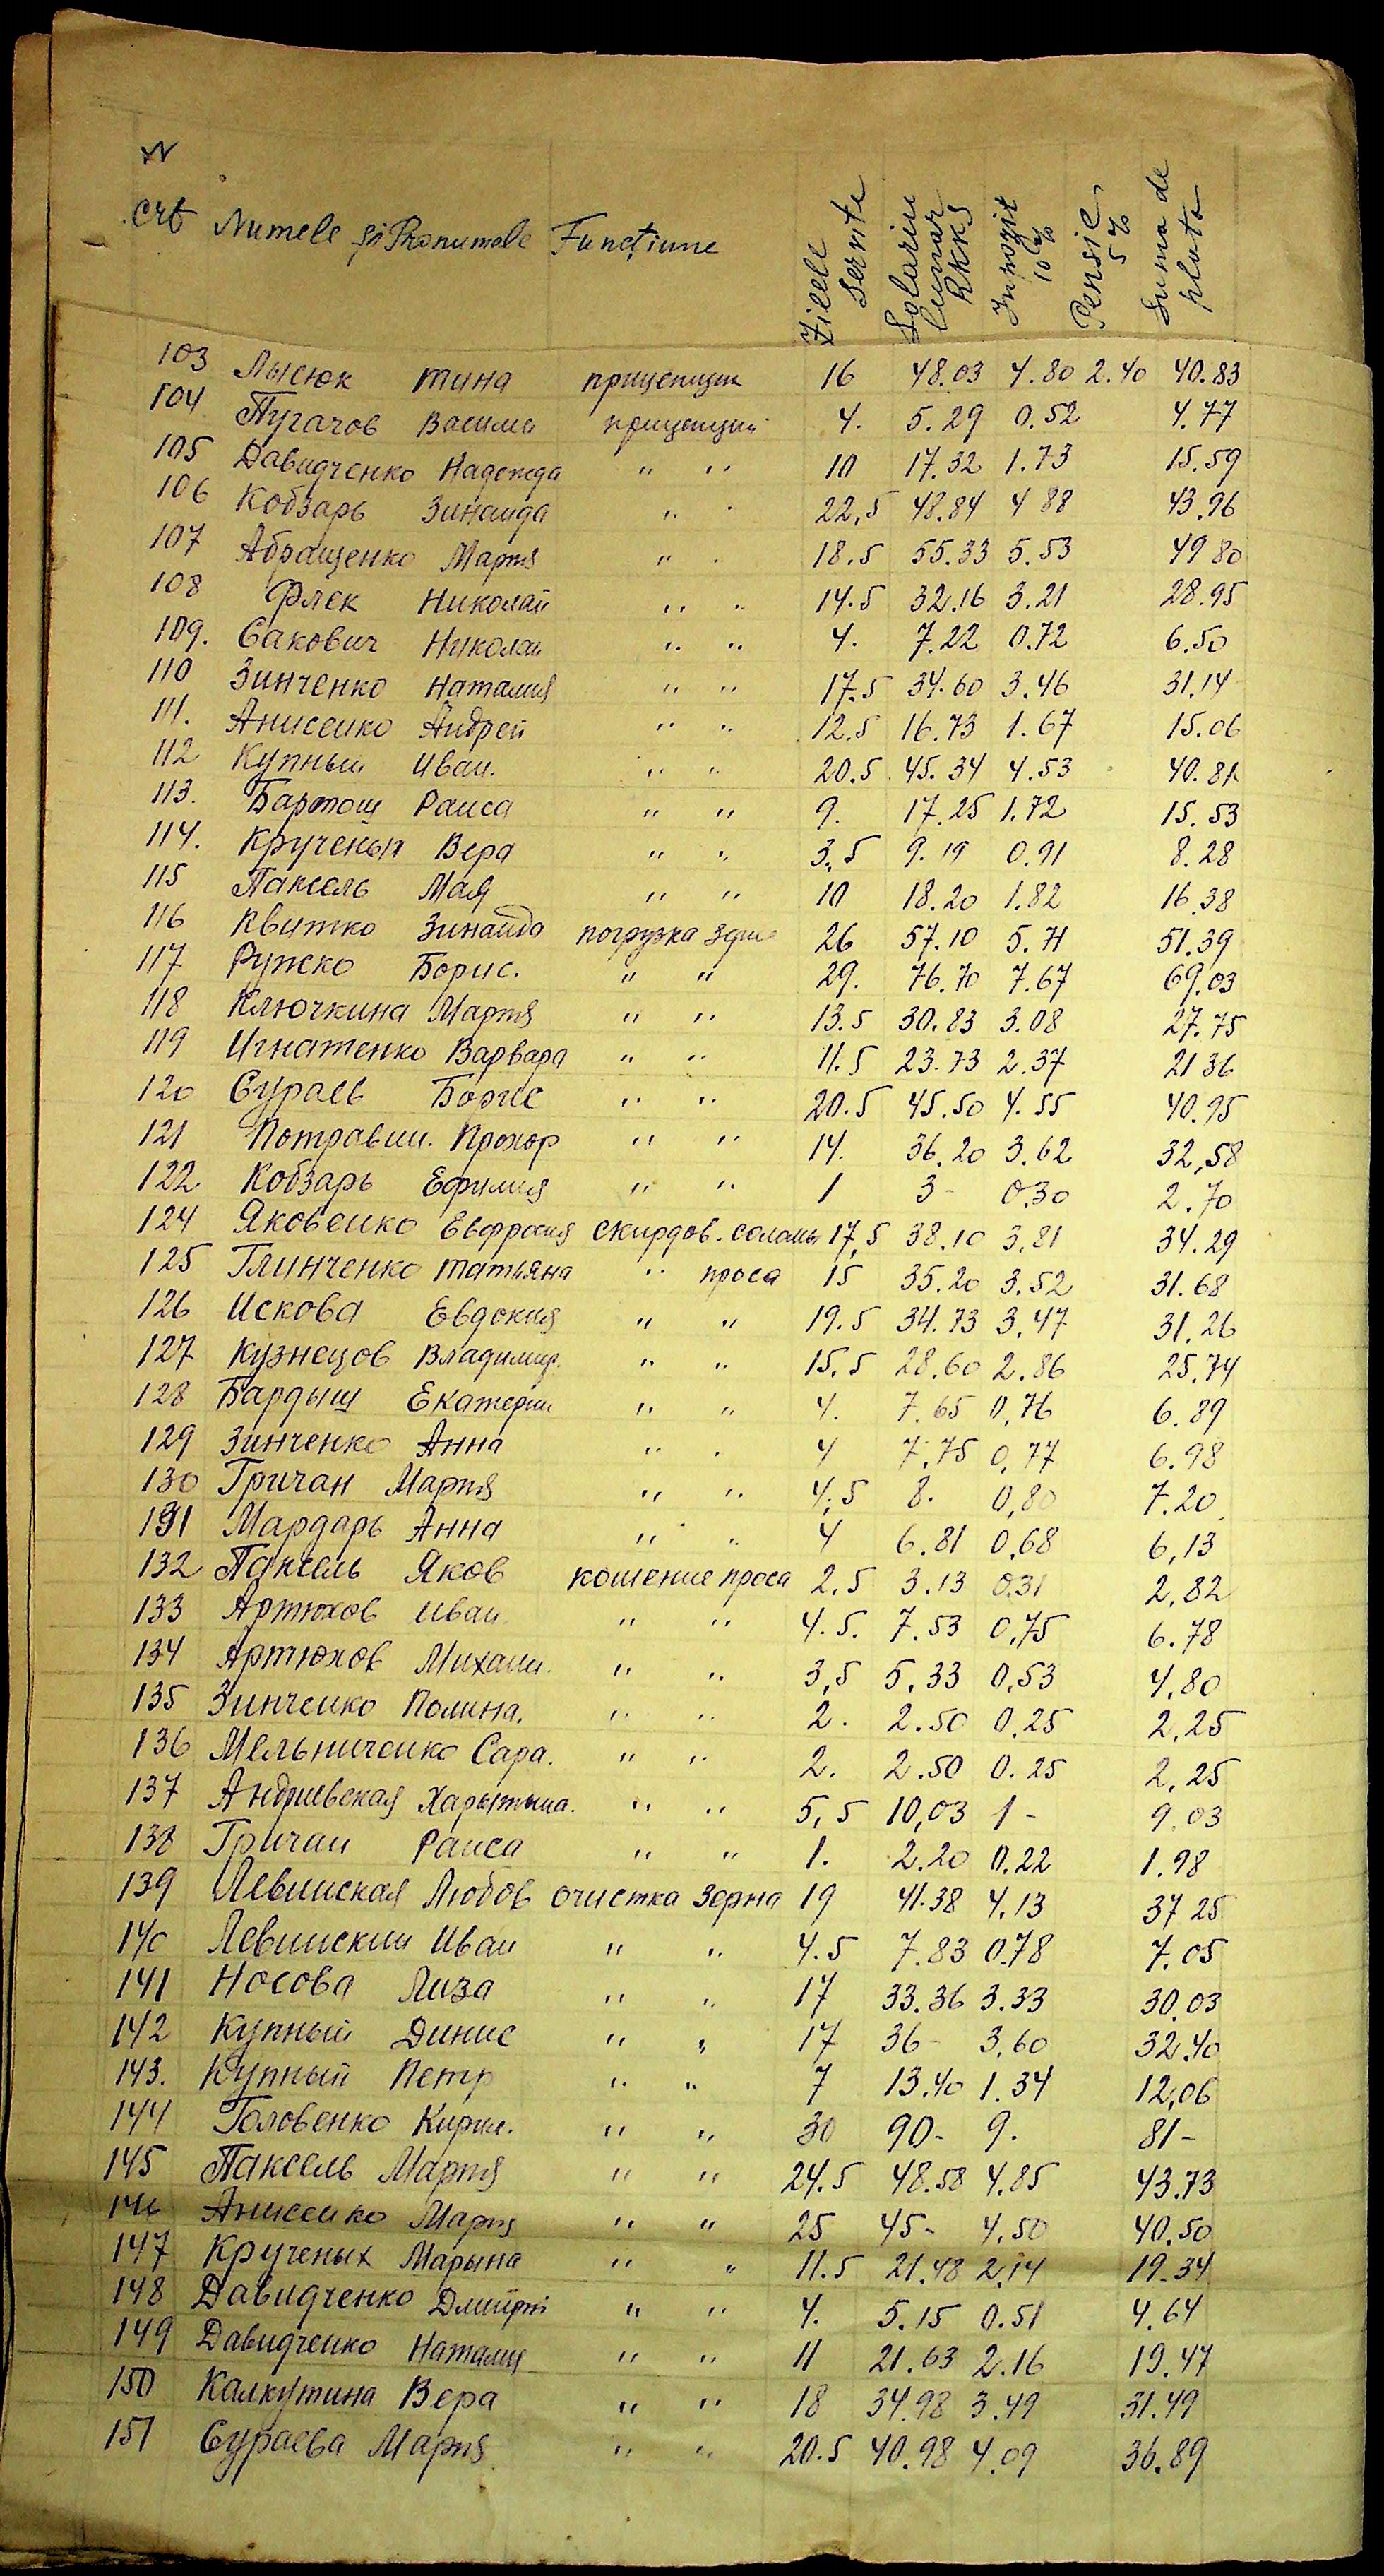 N crt Numele și Pronumele Funcțiune Zilele servite Solariu lunar RKKS Impozit 10% Pensie 5% Suma de plata
103 Лысюк тина прицепщик 16 48.03 4.80 2.40 40.83
104 Пугачов Василий прицепщик 4. 5.29 0.52 4.77
105 Давидченко Надежда " " 10 17.32 1.73 15.59
106 Кобзарь Зинаида " " 22,5 48.84 4 88 43.96
107 Абращенко Мария " " 18.5 55.33 5.53 49 80
108 Флек Николай " " 14.5 32.16 3.21 28.95
109. Сакович Николай " " 4. 7.22 0.72 6.50
110 Зинченко Наталия " " 17.5 34.60 3.46 31.14
111. Анисенко Андрей " " 12.5 16.73 1.67 15.06
112 Купный Иван. " " 20.5 45.34 4.53 40.81
113. Бартош Раиса " " 9. 17.25 1.72 15.53
114. Крученых Вера " " 3.5 9.19 0.91 8.28
115 Паксель Мая " " 10 18.20 1.82 16.38
116 Квитко Зинаида погрузка 26 57.10 5.71 51.39
117 Рупско Борис. " " 29. 76.70 7.67 69.03
118 Ключкина Мария " " 13.5 30.83 3.08 27.75
119 Игнатенко Варвара " " 11.5 23.73 2.37 21 36
120 Сураев Борис " " 20.5 45.50 4.55 40.95
121 Потравин. Прохор " " 14. 36.20 3.62 32,58
122 Кобзарь Ефимия " " 1 3- 0.30 2.70
124 Яковенко Евфросия скирдов. соломы 17,5 38.10 3.81 34.29
125 Глинченко татьяна " проса 15 35.20 3.52 31.68
126 Искова Евдокия " " 19.5 34.73 3.47 31.26
127 Кузнецов Владимир. " " 15.5 28.60 2.86 25.74
128 Бардыш Екатерин " " 4. 7.65 0,76 6.89
129 Зинченко Анна " " 4 7.75 0,77 6.98
130 Гричан Мария " " 4,5 8. 0,80 7.20
131 Мардарь Анна " " 4 6.81 0,68 6,13
132 Паксель Яков кошение проса 2.5 3.13 0.31 2,82
133 Артюхов Иван " " 4.5. 7.53 0,75 6.78
134 Артюхов Михаил. " " 3,5 5.33 0,53 4,80
135 Зинченко Полина. " " 2. 2.50 0.25 2,25
136 Мельниченко Сара. " " 2. 2.50 0.25 2,25
137 Андриевская Харытына. " " 5,5 10,03 1- 9.03
138 Гричан Раиса " " 1. 2.20 0.22 1.98
139 Левинская Любов очистка зерна 19 41.38 4.13 37 25
140 Левинский Иван " " 4.5 7.83 0.78 7.05
141 Носова Лиза " " 17 33.36 3.33 30.03
142 Купный Динис " " 17 36- 3,60 32,40
143. Купный Петр " " 7 13.40 1.34 12,06
144 Головенко Кирил. " " 30 90- 9. 81-
145 Паксель Мария " " 24.5 48.58 4.85 43.73
146 Анисенко Мария " " 25 45- 4,50 40.50
147 Крученых Марына " " 11.5 21.48 2,14 19.34
148 Давидченко Дмитрий " " 4. 5.15 0.51 4.64
149 Давидченко Наталия " " 11 21.63 2.16 19.47
150 Калкутина Вера " " 18 34.98 3.49 31.49
151 Сураева Мария " " 20.5 40.98 4.09 36.89